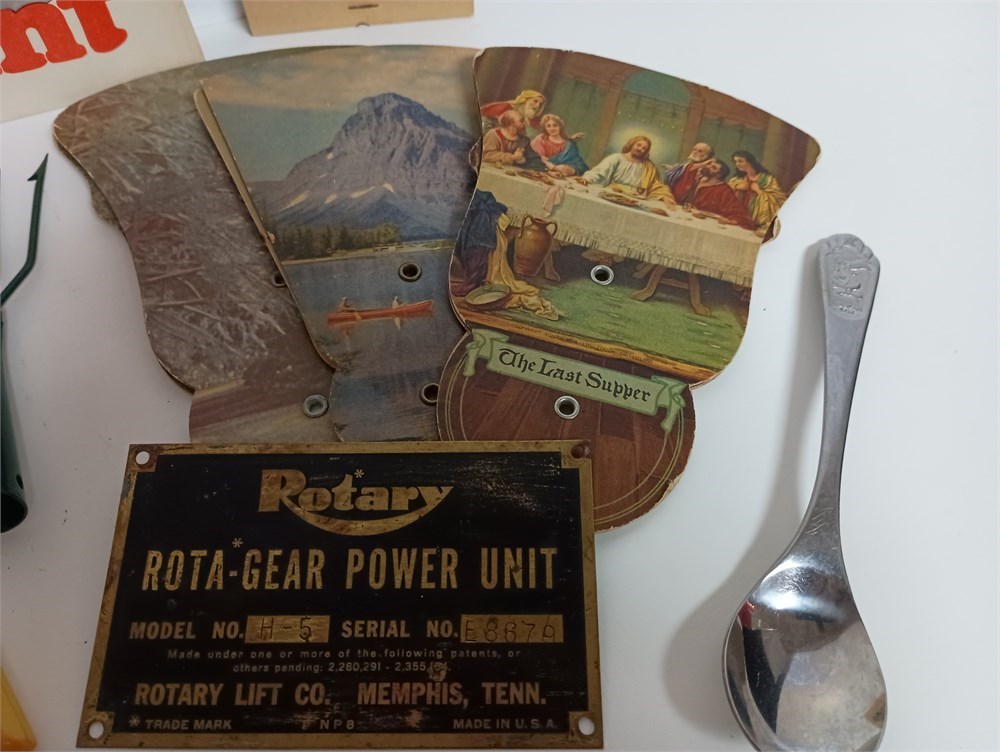 nt
The Last Supper
Rotary*
ROTA*-GEAR POWER UNIT
MODEL NO. H-5 SERIAL NO.
Made under one or more of the following patents, or
others pending: 2,280,291 - 2,355,164.
ROTARY LIFT CO. MEMPHIS, TENN.
* TRADE MARK NP8 MADE IN U.S.A.